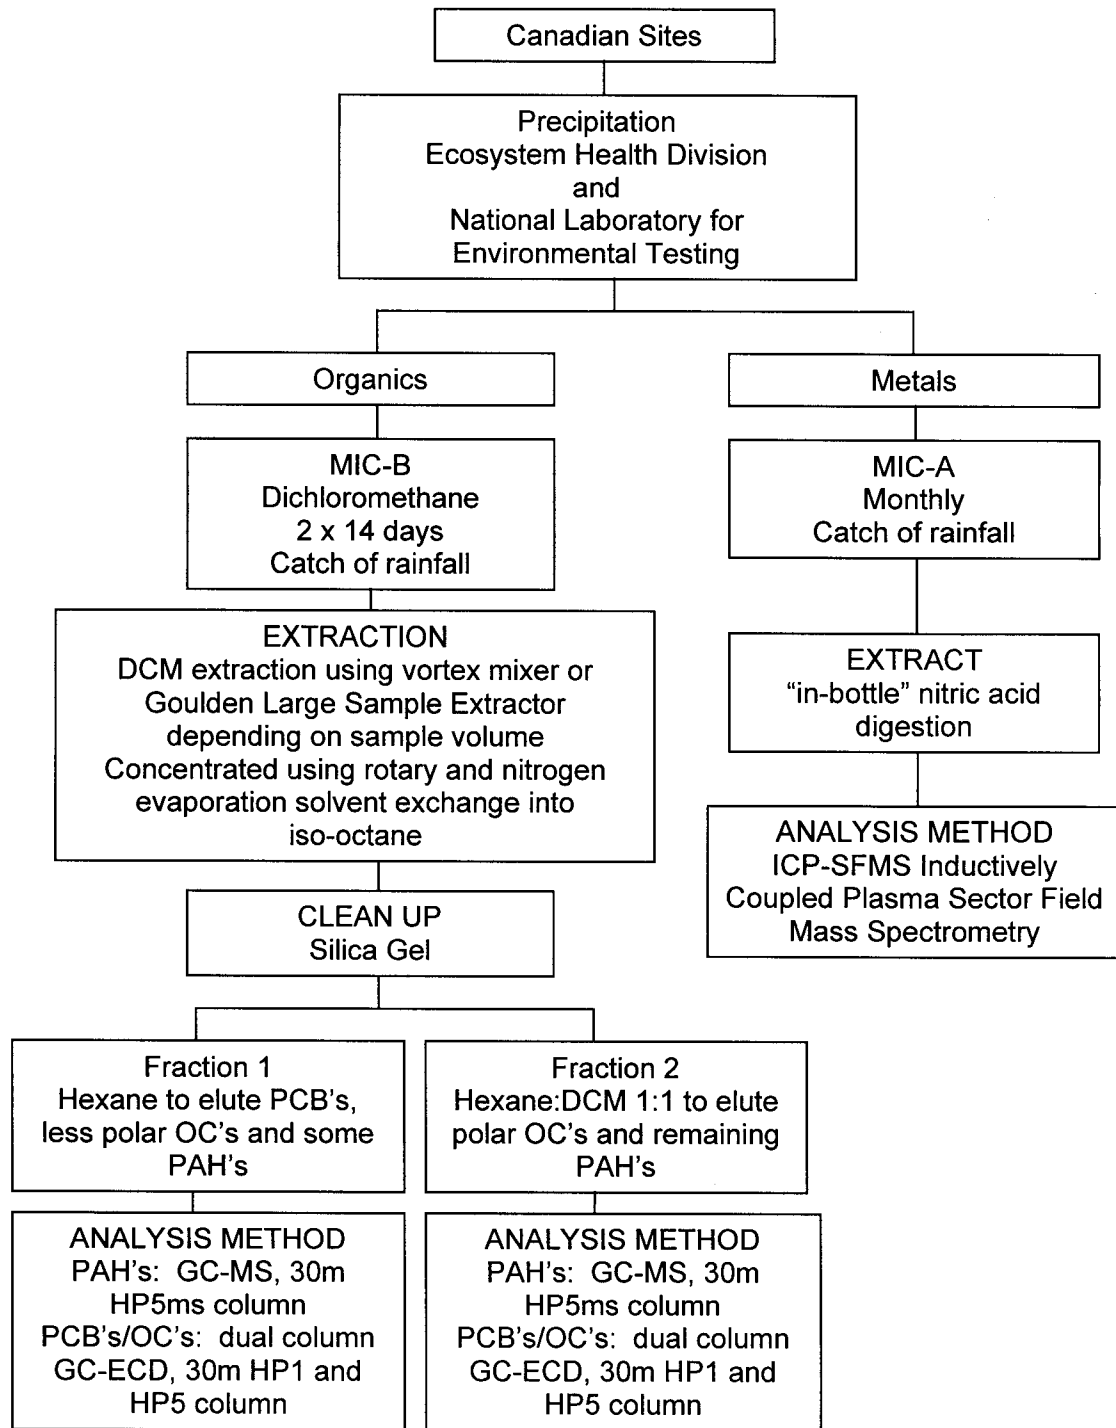 Canadian Sites
Precipitation
Ecosystem Health Division
and
National Laboratory for
Environmental Testing
Organics
Metals
MIC-B
Dichloromethane
2 x 14 days
Catch of rainfall
MIC-A
Monthly
Catch of rainfall
EXTRACTION
DCM extraction using vortex mixer or
Goulden Large Sample Extractor
depending on sample volume
Concentrated using rotary and nitrogen
evaporation solvent exchange into
iso-octane
EXTRACT
“in-bottle” nitric acid
digestion
ANALYSIS METHOD
ICP-SFMS Inductively
Coupled Plasma Sector Field
Mass Spectrometry
CLEAN UP
Silica Gel
Fraction 1
Hexane to elute PCB's,
less polar OC's and some
PAH's
Fraction 2
Hexane:DCM 1:1 to elute
polar OC's and remaining
PAH's
ANALYSIS METHOD
PAH's: GC-MS, 30m
HP5ms column
PCB's/OC's: dual column
GC-ECD, 30m HP1 and
HP5 column
ANALYSIS METHOD
PAH's: GC-MS, 30m
HP5ms column
PCB's/OC's: dual column
GC-ECD, 30m HP1 and
HP5 column